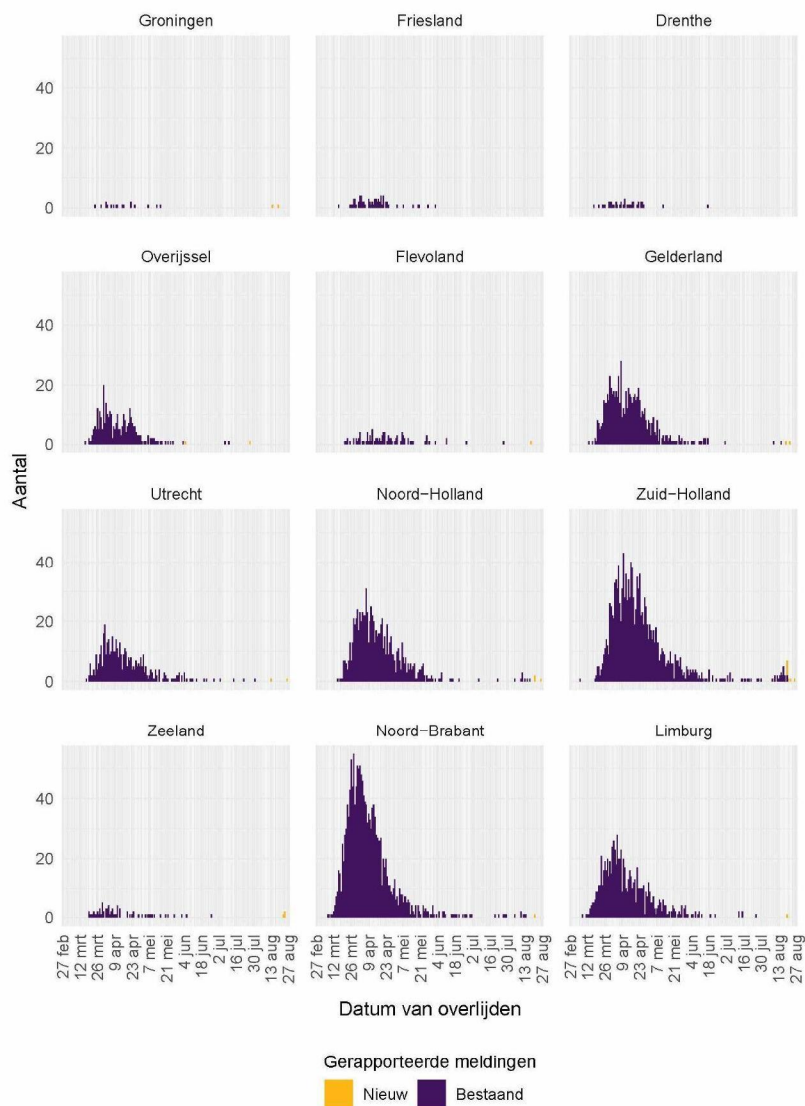 Groningen Friesland Drenthe
40
20
0
Overijssel Flevoland Gelderland
40
20
0
Aantal
Utrecht Noord−Holland Zuid−Holland
40
20
0
Zeeland Noord−Brabant Limburg
40
20
0
27 feb 12 mrt 26 mrt 9 apr 23 apr 7 mei 21 mei 4 jun 18 jun 2 jul 16 jul 30 jul 13 aug 27 aug 27 feb 12 mrt 26 mrt 9 apr 23 apr 7 mei 21 mei 4 jun 18 jun 2 jul 16 jul 30 jul 13 aug 27 aug 27 feb 12 mrt 26 mrt 9 apr 23 apr 7 mei 21 mei 4 jun 18 jun 2 jul 16 jul 30 jul 13 aug 27 aug
Datum van overlijden
Gerapporteerde meldingen
Nieuw Bestaand